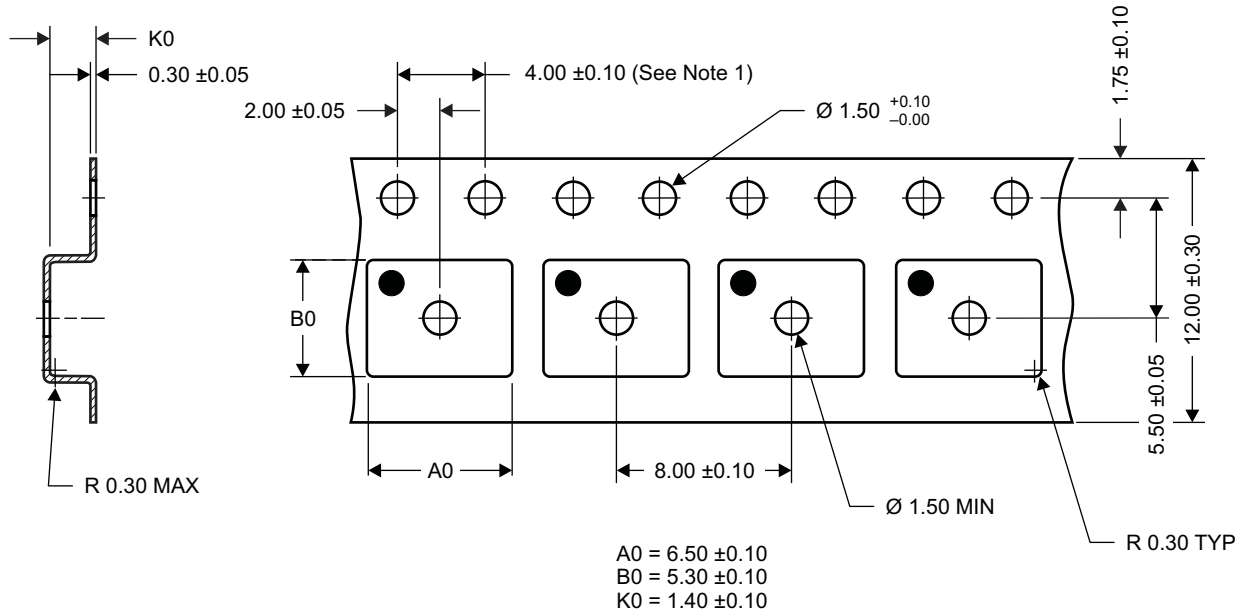 K0
0.30 ±0.05
4.00 ±0.10 (See Note 1)
2.00 ±0.05
Ø 1.50 +0.10 –0.00
1.75 ±0.10
12.00 ±0.30
5.50 ±0.05
B0
A0
8.00 ±0.10
R 0.30 MAX
Ø 1.50 MIN
R 0.30 TYP
A0 = 6.50 ±0.10
B0 = 5.30 ±0.10
K0 = 1.40 ±0.10